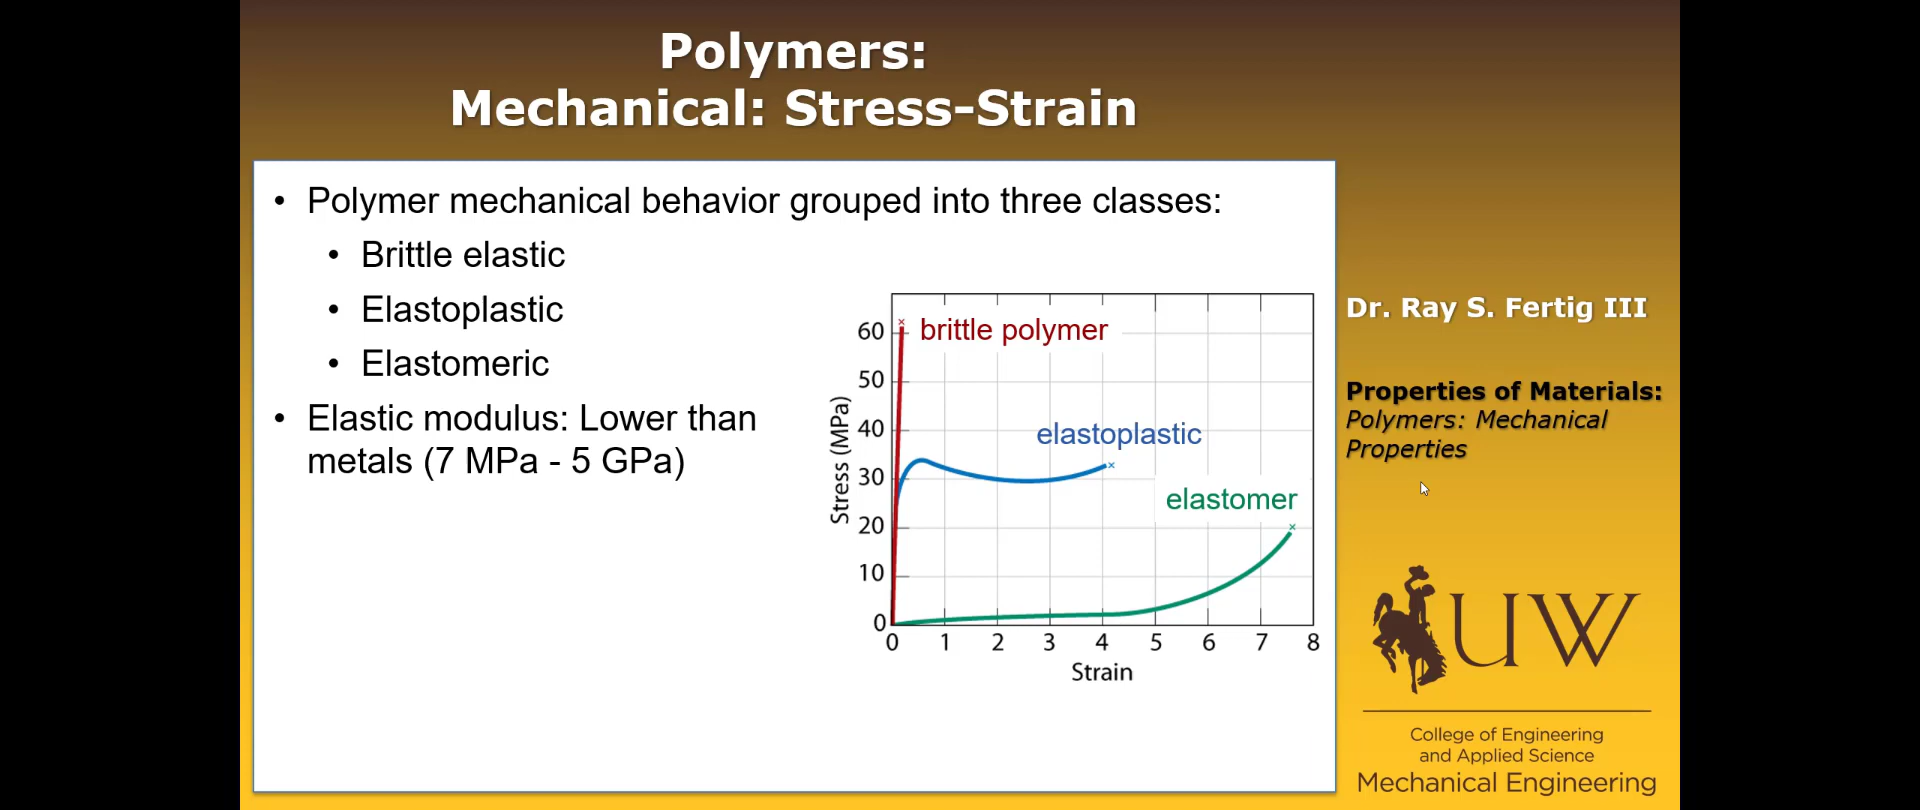 Polymers:
Mechanical: Stress-Strain
• Polymer mechanical behavior grouped into three classes:
• Brittle elastic
• Elastoplastic
• Elastomeric
• Elastic modulus: Lower than
metals (7 MPa - 5 GPa)
Stress (MPa)
60
50
40
30
20
10
0
brittle polymer
elastoplastic
elastomer
0 1 2 3 4 5 6 7 8
Strain
Dr. Ray S. Fertig III
Properties of Materials:
Polymers: Mechanical
Properties
UW
College of Engineering
and Applied Science
Mechanical Engineering